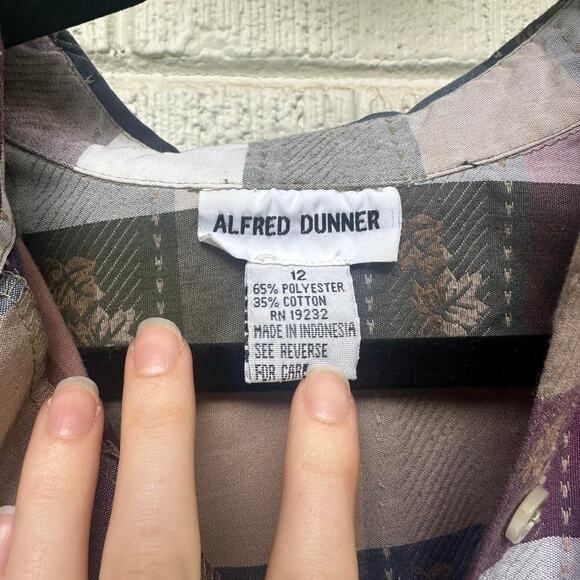 ALFRED DUNNER
12
65% POLYESTER
35% COTTON
RN 19232
MADE IN INDONESIA
SEE REVERSE
FOR CARE